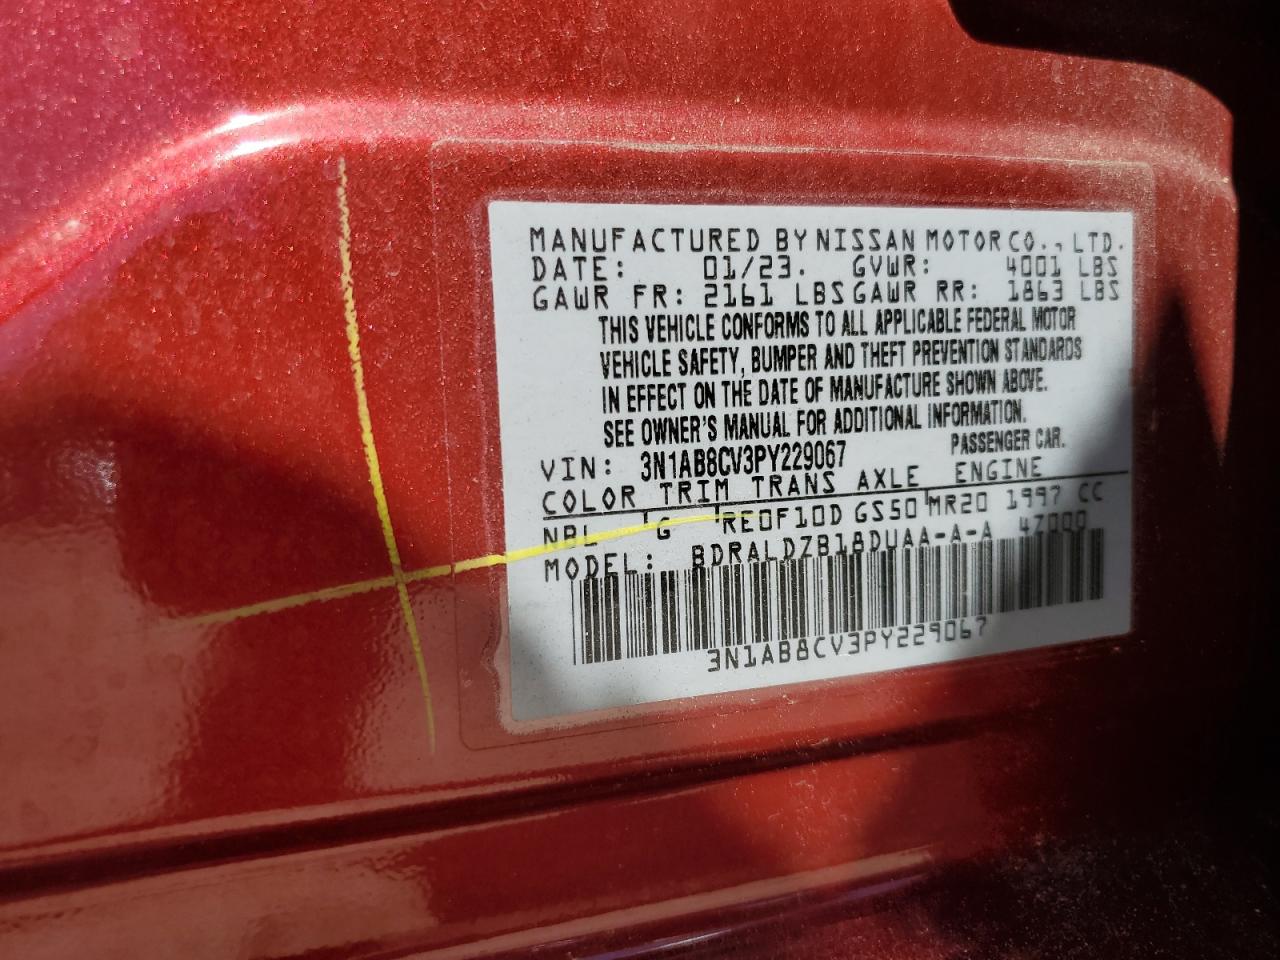 MANUFACTURED BY NISSAN MOTOR CO., LTD.
DATE: 01/23. GVWR: 4001 LBS
GAWR FR: 2161 LBS GAWR RR: 1863 LBS
THIS VEHICLE CONFORMS TO ALL APPLICABLE FEDERAL MOTOR
VEHICLE SAFETY, BUMPER AND THEFT PREVENTION STANDARDS
IN EFFECT ON THE DATE OF MANUFACTURE SHOWN ABOVE.
SEE OWNER'S MANUAL FOR ADDITIONAL INFORMATION.
VIN: 3N1AB8CV3PY229067 PASSENGER CAR.
COLOR TRIM TRANS AXLE ENGINE
NBL G RE0F10D GS50 MR20 1997 CC
MODEL: BDRALDZB18DUAA-A-A 47000
3N1AB8CV3PY229067